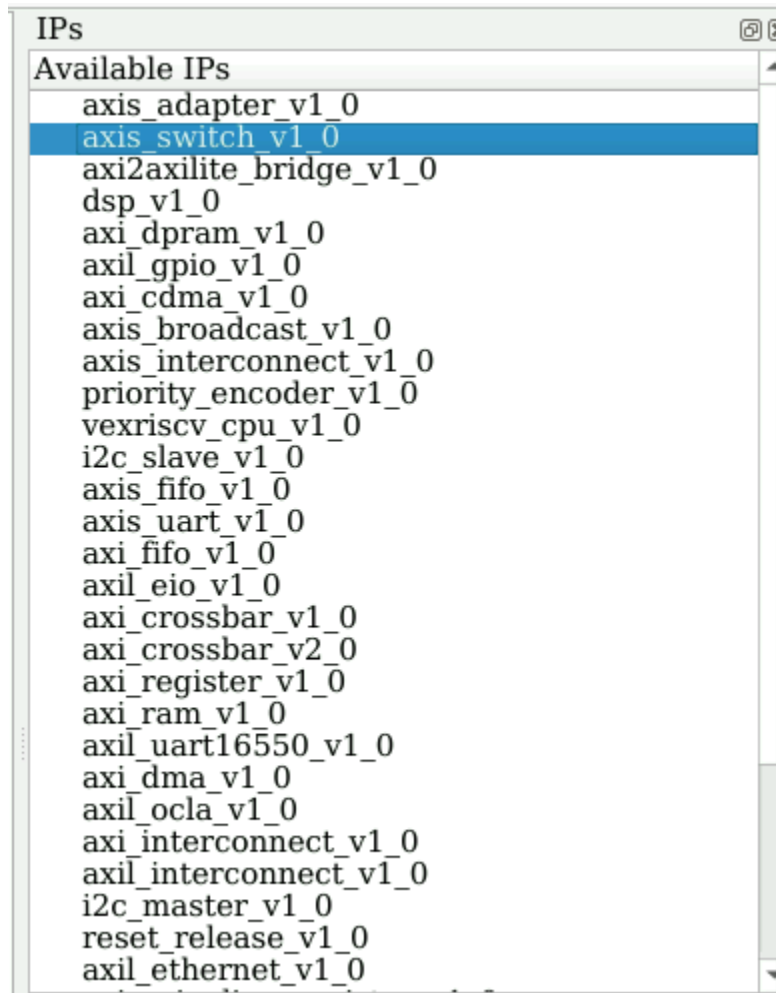 IPs
Available IPs
axis_adapter_v1_0
axis_switch_v1_0
axi2axilite_bridge_v1_0
dsp_v1_0
axi_dpram_v1_0
axil_gpio_v1_0
axi_cdma_v1_0
axis_broadcast_v1_0
axis_interconnect_v1_0
priority_encoder_v1_0
vexriscv_cpu_v1_0
i2c_slave_v1_0
axis_fifo_v1_0
axis_uart_v1_0
axi_fifo_v1_0
axil_eio_v1_0
axi_crossbar_v1_0
axi_crossbar_v2_0
axi_register_v1_0
axi_ram_v1_0
axil_uart16550_v1_0
axi_dma_v1_0
axil_ocla_v1_0
axi_interconnect_v1_0
axil_interconnect_v1_0
i2c_master_v1_0
reset_release_v1_0
axil_ethernet_v1_0